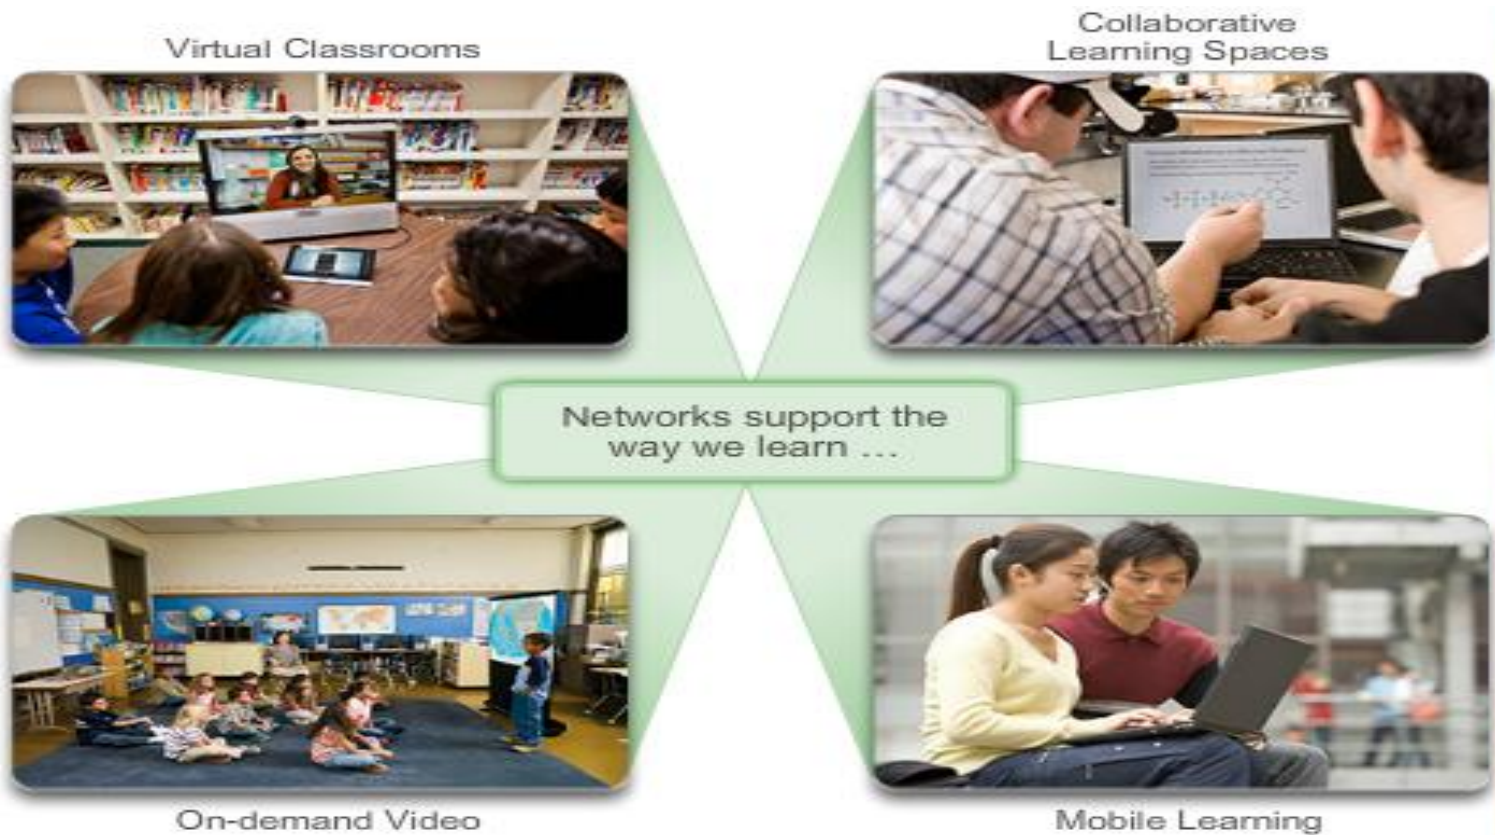 Virtual Classrooms
Collaborative
Learning Spaces
Networks support the
way we learn ...
On-demand Video
Mobile Learning